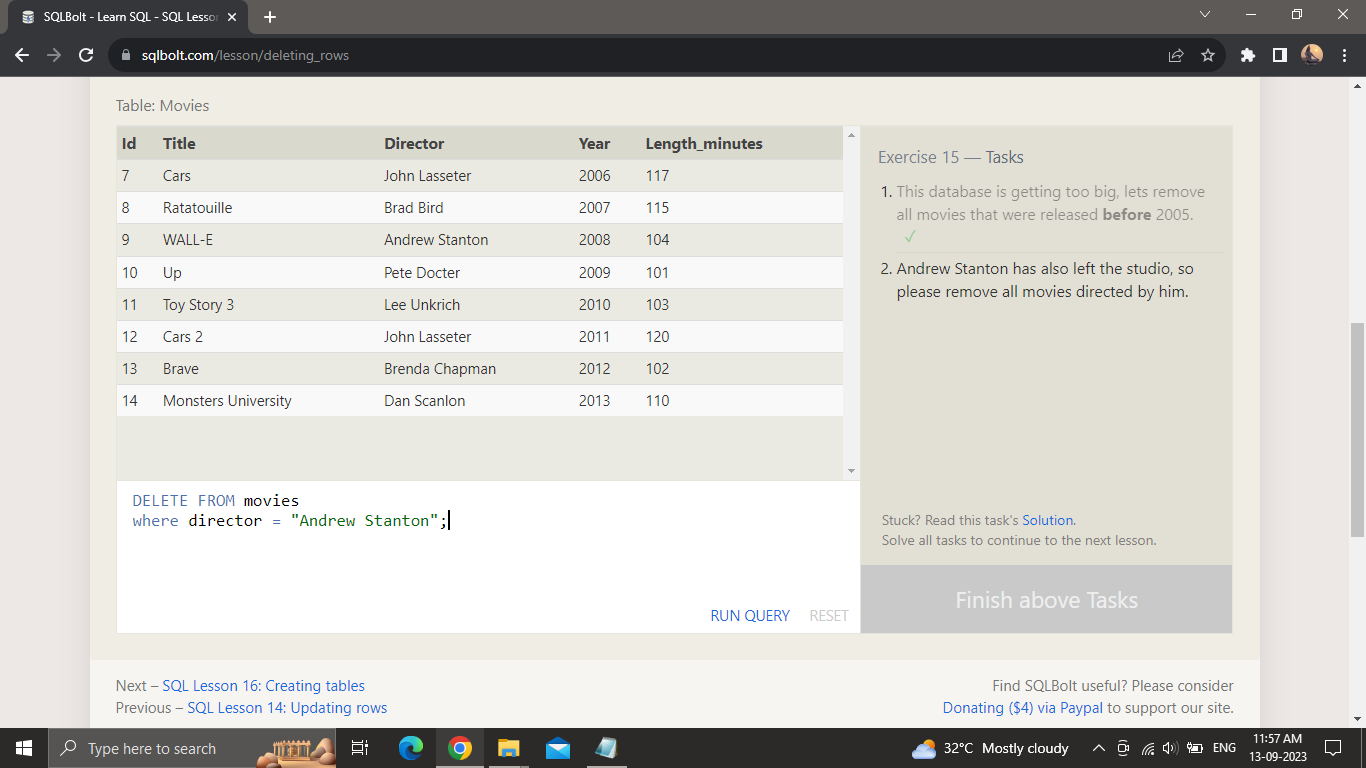 SQLBolt - Learn SQL - SQL Lesso
sqlbolt.com/lesson/deleting_rows
Table: Movies
Id Title Director Year Length_minutes
7 Cars John Lasseter 2006 117
8 Ratatouille Brad Bird 2007 115
9 WALL-E Andrew Stanton 2008 104
10 Up Pete Docter 2009 101
11 Toy Story 3 Lee Unkrich 2010 103
12 Cars 2 John Lasseter 2011 120
13 Brave Brenda Chapman 2012 102
14 Monsters University Dan Scanlon 2013 110
DELETE FROM movies
where director = "Andrew Stanton";
RUN QUERY RESET
Exercise 15 — Tasks
1. This database is getting too big, lets remove
all movies that were released before 2005.
✓
2. Andrew Stanton has also left the studio, so
please remove all movies directed by him.
Stuck? Read this task's Solution.
Solve all tasks to continue to the next lesson.
Finish above Tasks
Next – SQL Lesson 16: Creating tables
Previous – SQL Lesson 14: Updating rows
Find SQLBolt useful? Please consider
Donating ($4) via Paypal to support our site.
Type here to search
32°C Mostly cloudy
ENG
11:57 AM
13-09-2023